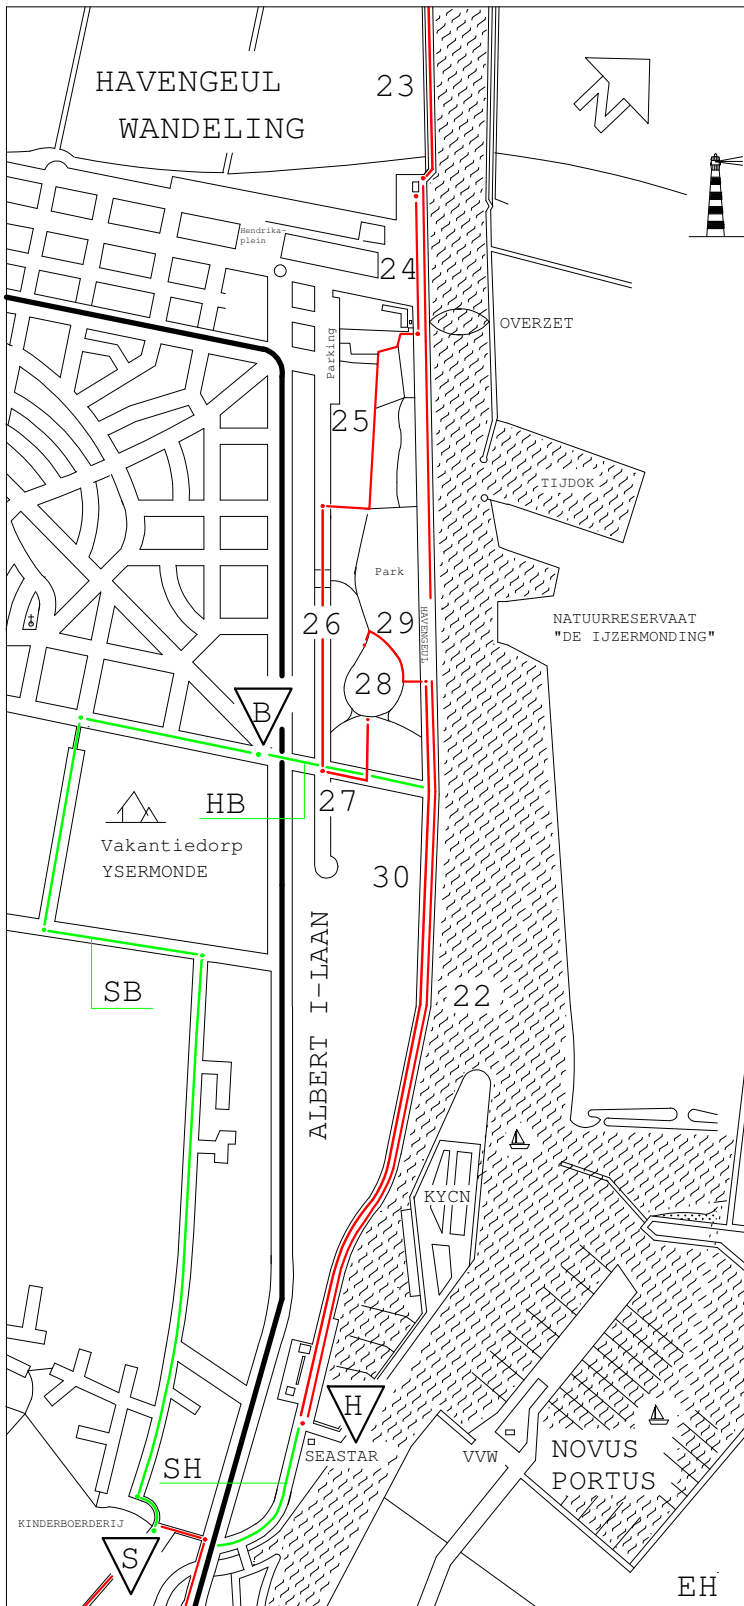 HAVENGEUL
WANDELING
23
Hendrika-
plein
24
OVERZET
Parking
25
TIJDOK
Park
26
29
HAVENGEUL
NATUURRESERVAAT
"DE IJZERMONDING"
28
B
27
HB
Vakantiedorp
YSERMONDE
30
ALBERT I-LAAN
22
SB
KYCN
H
SEASTAR
SH
VVW
NOVUS
PORTUS
KINDERBOERDERIJ
S
EH